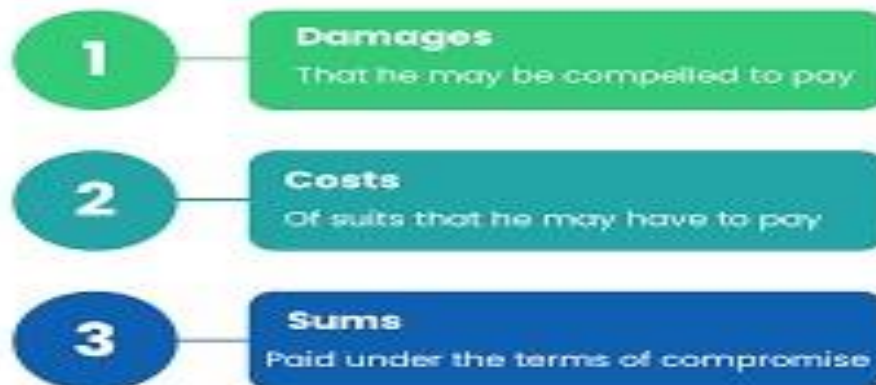 1
Damages
That he may be compelled to pay
2
Costs
Of suits that he may have to pay
3
Sums
Paid under the terms of compromise